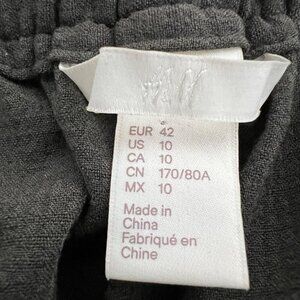 H&M
EUR 42
US 10
CA 10
CN 170/80A
MX 10
Made in
China
Fabriqué en
Chine